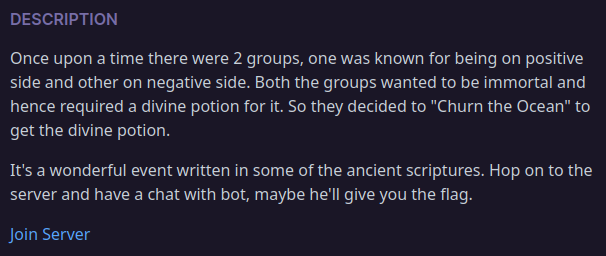 DESCRIPTION
Once upon a time there were 2 groups, one was known for being on positive
side and other on negative side. Both the groups wanted to be immortal and
hence required a divine potion for it. So they decided to "Churn the Ocean" to
get the divine potion.
It's a wonderful event written in some of the ancient scriptures. Hop on to the
server and have a chat with bot, maybe he'll give you the flag.
Join Server